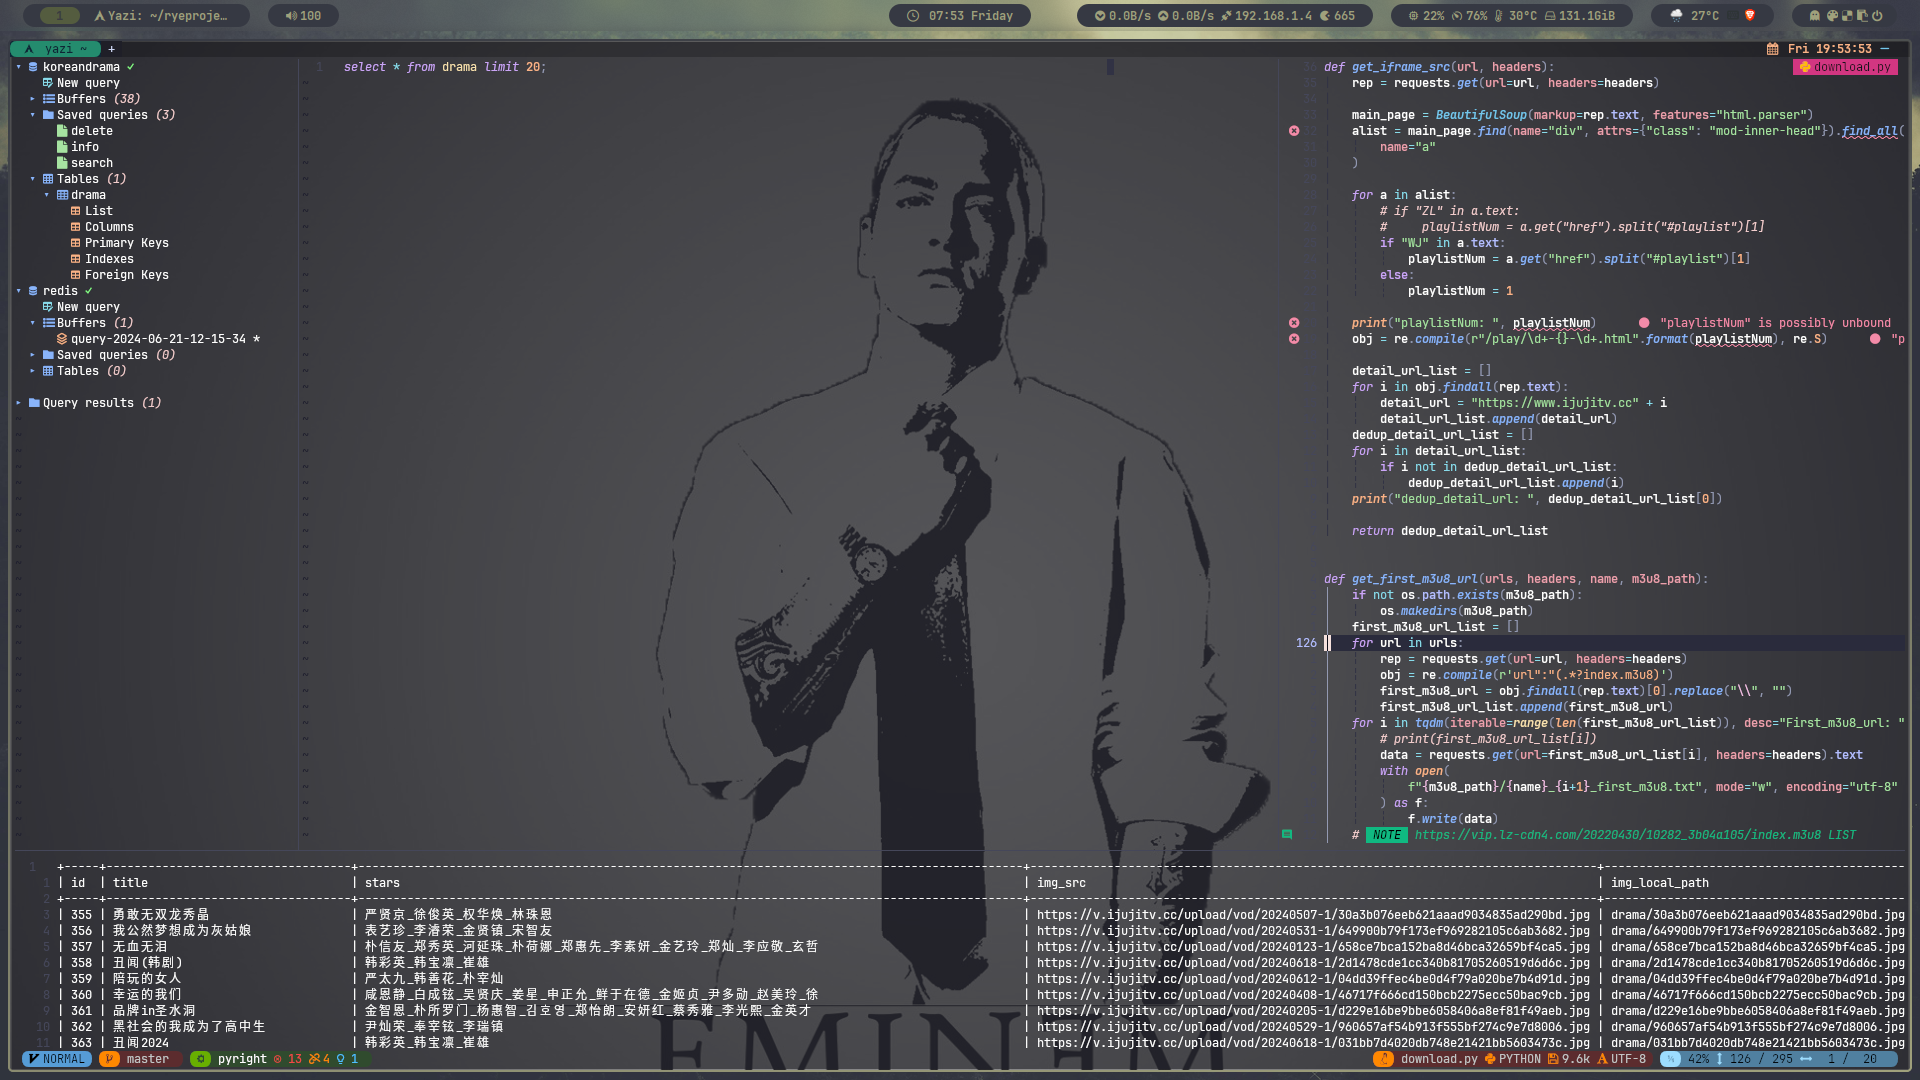 1 Yazi: ~/ryeproje… 100 07:53 Friday 0.0B/s 0.0B/s 192.168.1.4 665 22% 76% 30°C 131.1GiB 27°C
yazi ~ + Fri 19:53:53
koreandrama
New query
Buffers (38)
Saved queries (3)
delete
info
search
Tables (1)
drama
List
Columns
Primary Keys
Indexes
Foreign Keys
redis
New query
Buffers (1)
query-2024-06-21-12-15-34 *
Saved queries (0)
Tables (0)
Query results (1)
1 select * from drama limit 20;
download.py
def get_iframe_src(url, headers):
rep = requests.get(url=url, headers=headers)
main_page = BeautifulSoup(markup=rep.text, features="html.parser")
alist = main_page.find(name="div", attrs={"class": "mod-inner-head"}).find_all(
name="a"
)
for a in alist:
# if "ZL" in a.text:
#     playlistNum = a.get("href").split("#playlist")[1]
if "WJ" in a.text:
playlistNum = a.get("href").split("#playlist")[1]
else:
playlistNum = 1
print("playlistNum: ", playlistNum) "playlistNum" is possibly unbound
obj = re.compile(r"/play/\d+-{}-\d+.html".format(playlistNum), re.S) "p
detail_url_list = []
for i in obj.findall(rep.text):
detail_url = "https://www.ijujitv.cc" + i
detail_url_list.append(detail_url)
dedup_detail_url_list = []
for i in detail_url_list:
if i not in dedup_detail_url_list:
dedup_detail_url_list.append(i)
print("dedup_detail_url: ", dedup_detail_url_list[0])
return dedup_detail_url_list
def get_first_m3u8_url(urls, headers, name, m3u8_path):
if not os.path.exists(m3u8_path):
os.makedirs(m3u8_path)
first_m3u8_url_list = []
126 for url in urls:
rep = requests.get(url=url, headers=headers)
obj = re.compile(r'url":"(.*?index.m3u8)')
first_m3u8_url = obj.findall(rep.text)[0].replace("\\", "")
first_m3u8_url_list.append(first_m3u8_url)
for i in tqdm(iterable=range(len(first_m3u8_url_list)), desc="First_m3u8_url: "
# print(first_m3u8_url_list[i])
data = requests.get(url=first_m3u8_url_list[i], headers=headers).text
with open(
f"{m3u8_path}/{name}_{i+1}_first_m3u8.txt", mode="w", encoding="utf-8"
) as f:
f.write(data)
# NOTE https://vip.lz-cdn4.com/20220430/10282_3b04a105/index.m3u8 LIST
| id | title | stars | img_src | img_local_path
| 355 | 勇敢无双龙秀晶 | 严贤京_徐俊英_权华焕_林珠恩 | https://v.ijujitv.cc/upload/vod/20240507-1/30a3b076eeb621aaad9034835ad290bd.jpg | drama/30a3b076eeb621aaad9034835ad290bd.jpg
| 356 | 我公然梦想成为灰姑娘 | 表艺珍_李濬荣_金贤镇_宋智友 | https://v.ijujitv.cc/upload/vod/20240531-1/649900b79f173ef969282105c6ab3682.jpg | drama/649900b79f173ef969282105c6ab3682.jpg
| 357 | 无血无泪 | 朴信友_郑秀英_河延珠_朴荷娜_郑惠先_李素妍_金艺玲_郑灿_李应敬_玄哲 | https://v.ijujitv.cc/upload/vod/20240123-1/658ce7bca152ba8d46bca32659bf4ca5.jpg | drama/658ce7bca152ba8d46bca32659bf4ca5.jpg
| 358 | 丑闻(韩剧) | 韩彩英_韩宝凛_崔雄 | https://v.ijujitv.cc/upload/vod/20240618-1/2d1478cde1cc340b81705260519d6d6c.jpg | drama/2d1478cde1cc340b81705260519d6d6c.jpg
| 359 | 陪玩的女人 | 严太九_韩善花_朴宰灿 | https://v.ijujitv.cc/upload/vod/20240612-1/04dd39ffec4be0d4f79a020be7b4d91d.jpg | drama/04dd39ffec4be0d4f79a020be7b4d91d.jpg
| 360 | 幸运的我们 | 咸恩静_白成铉_吴贤庆_姜星_申正允_鲜于在德_金姬贞_尹多勋_赵美玲_徐 | https://v.ijujitv.cc/upload/vod/20240408-1/46717f666cd150bcb2275ecc50bac9cb.jpg | drama/46717f666cd150bcb2275ecc50bac9cb.jpg
| 361 | 品牌in圣水洞 | 金智恩_朴所罗门_杨惠智_김호영_郑怡朗_安妍红_蔡秀雅_李光熙_金英才 | https://v.ijujitv.cc/upload/vod/20240205-1/d229e16be9bbe6058406a8ef81f49aeb.jpg | drama/d229e16be9bbe6058406a8ef81f49aeb.jpg
| 362 | 黑社会的我成为了高中生 | 尹灿荣_奉宰铉_李瑞镇 | https://v.ijujitv.cc/upload/vod/20240529-1/960657af54b913f555bf274c9e7d8006.jpg | drama/960657af54b913f555bf274c9e7d8006.jpg
| 363 | 丑闻2024 | 韩彩英_韩宝凛_崔雄 | https://v.ijujitv.cc/upload/vod/20240618-1/031bb7d4020db748e21421bb5603473c.jpg | drama/031bb7d4020db748e21421bb5603473c.jpg
EMINEM
NORMAL master pyright 13 4 1 download.py PYTHON 9.6k UTF-8 42% 126 / 295 1 / 20